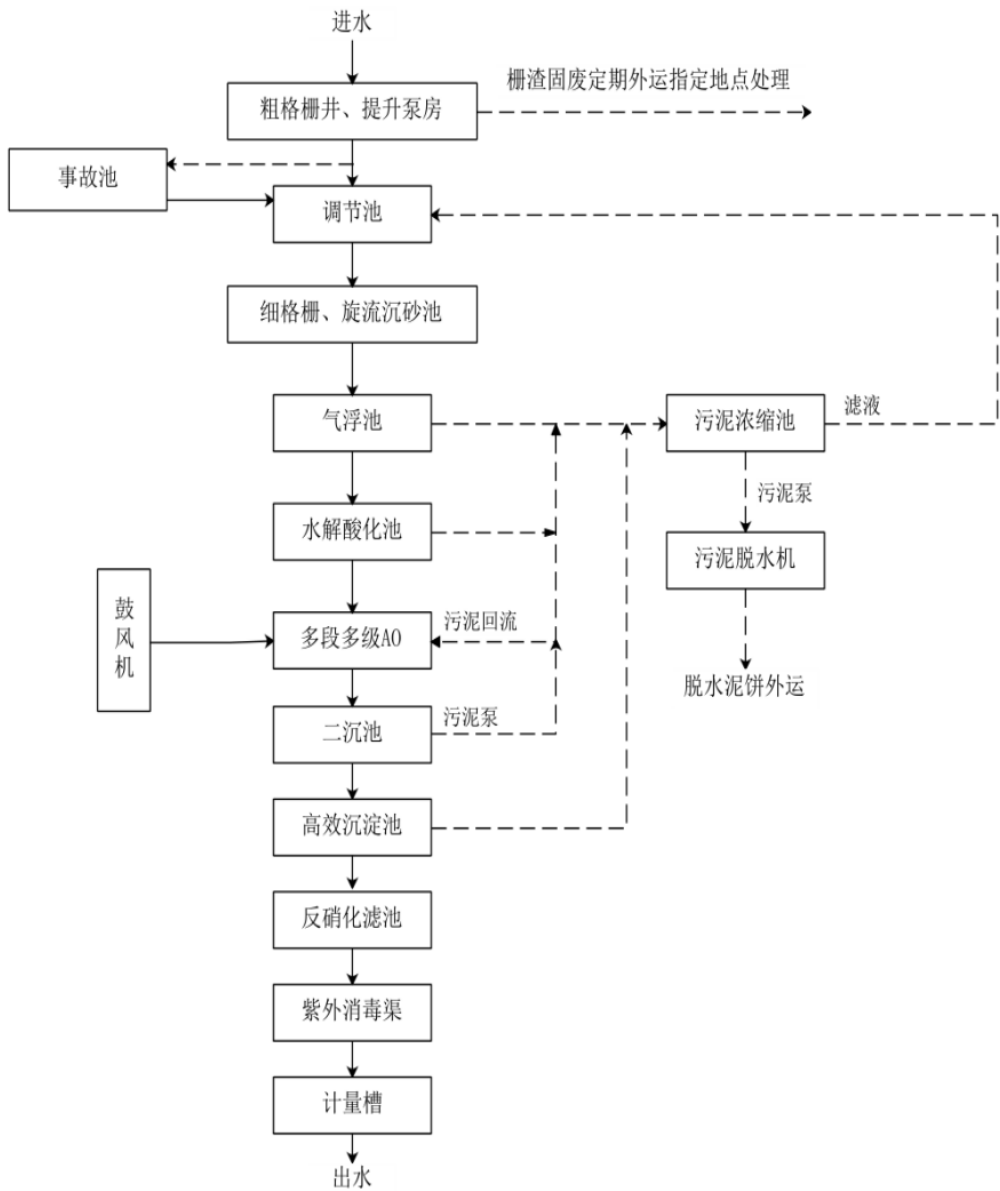 进水
栅渣固废定期外运指定地点处理
粗格栅井、提升泵房
事故池
调节池
细格栅、旋流沉砂池
气浮池
污泥浓缩池
滤液
污泥泵
水解酸化池
污泥脱水机
鼓
风
机
多段多级AO
污泥回流
脱水泥饼外运
二沉池
污泥泵
高效沉淀池
反硝化滤池
紫外消毒渠
计量槽
出水